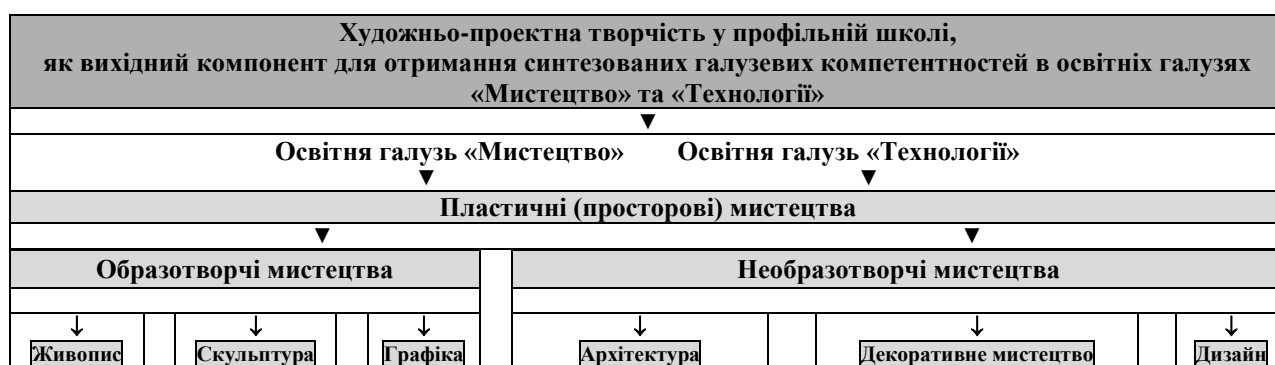 Художньо-проектна творчість у профільній школі,
як вихідний компонент для отримання синтезованих галузевих компетентностей в освітніх галузях
«Мистецтво» та «Технології»
Освітня галузь «Мистецтво» Освітня галузь «Технології»
Пластичні (просторові) мистецтва
Образотворчі мистецтва Необразотворчі мистецтва
Живопис Скульптура Графіка Архітектура Декоративне мистецтво Дизайн